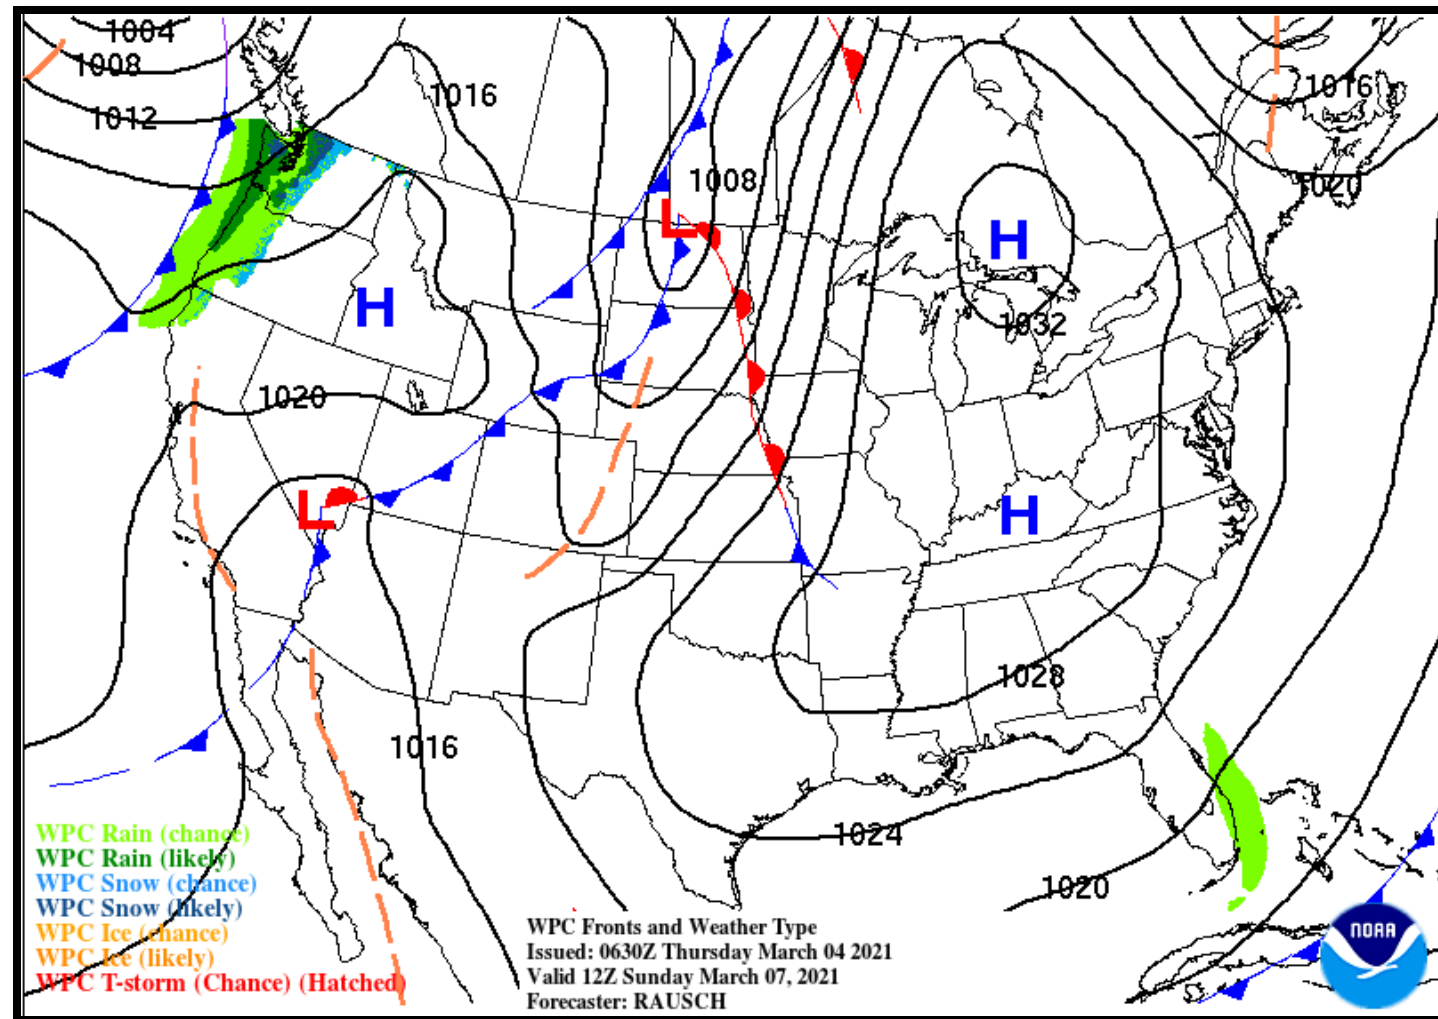 1004
1008
1012
1016
1016
1008
1020
H
L
H
1032
1020
L
H
1028
1016
1024
1020
WPC Rain (chance)
WPC Rain (likely)
WPC Snow (chance)
WPC Snow (likely)
WPC Ice (chance)
WPC Ice (likely)
WPC T-storm (Chance) (Hatched)
WPC Fronts and Weather Type
Issued: 0630Z Thursday March 04 2021
Valid 12Z Sunday March 07, 2021
Forecaster: RAUSCH
L
NOAA